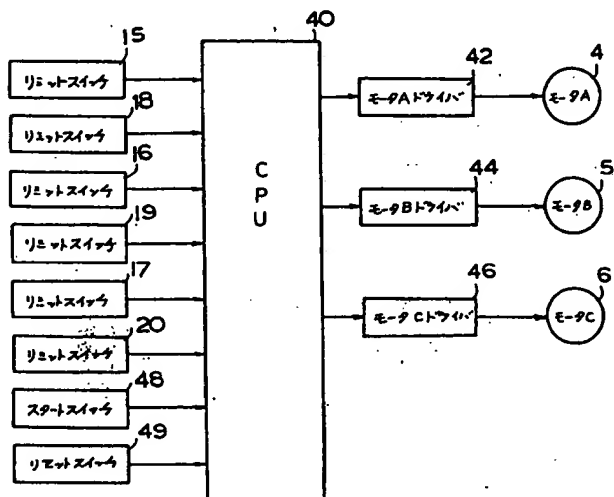 40
15
リミットスイッチ
18
リミットスイッチ
16
リミットスイッチ
19
リミットスイッチ
17
リミットスイッチ
20
リミットスイッチ
48
スタートスイッチ
49
リセットスイッチ
CPU
42
モータAドライバ
4
モータA
44
モータBドライバ
5
モータB
46
モータCドライバ
6
モータC